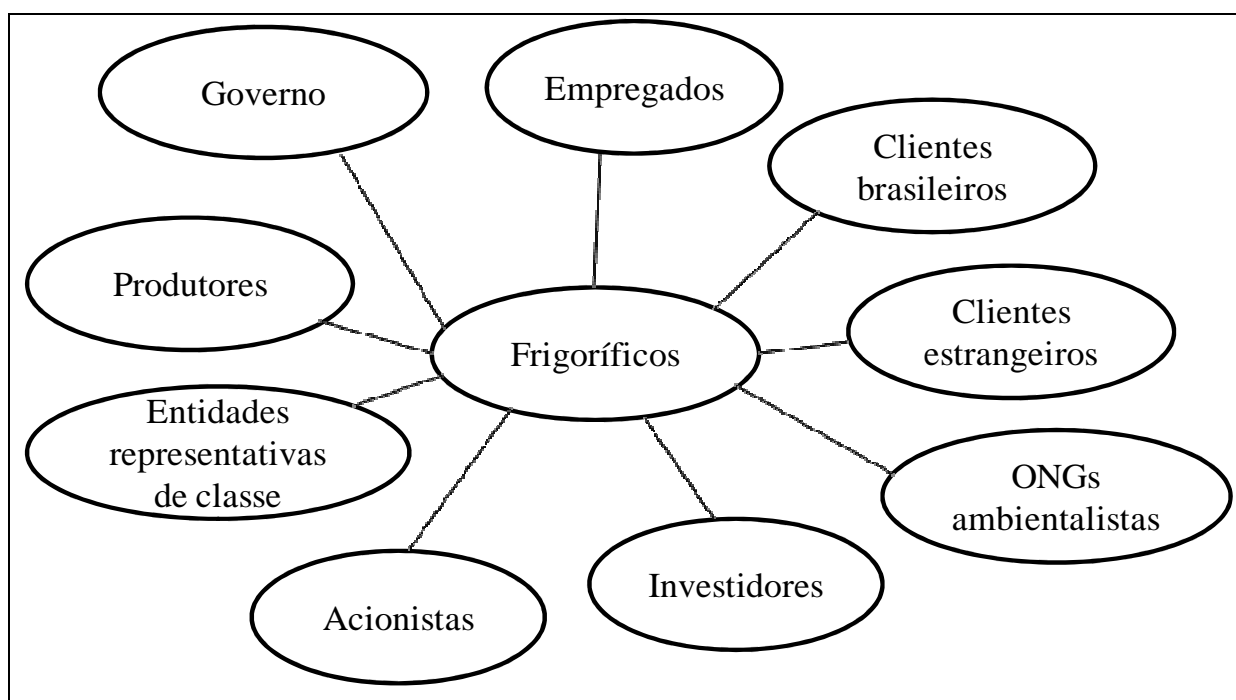 Governo
Empregados
Clientes
brasileiros
Produtores
Clientes
estrangeiros
Frigoríficos
Entidades
representativas
de classe
ONGs
ambientalistas
Acionistas
Investidores